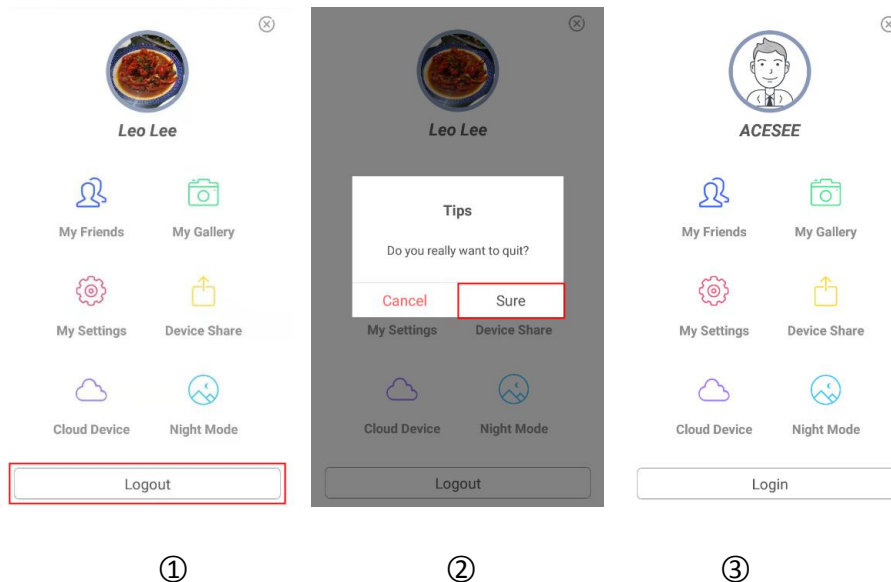 Leo Lee
My Friends My Gallery
My Settings Device Share
Cloud Device Night Mode
Logout
①
Leo Lee
Tips
Do you really want to quit?
Cancel Sure
My Settings Device Share
Cloud Device Night Mode
Logout
②
ACESEE
My Friends My Gallery
My Settings Device Share
Cloud Device Night Mode
Login
③